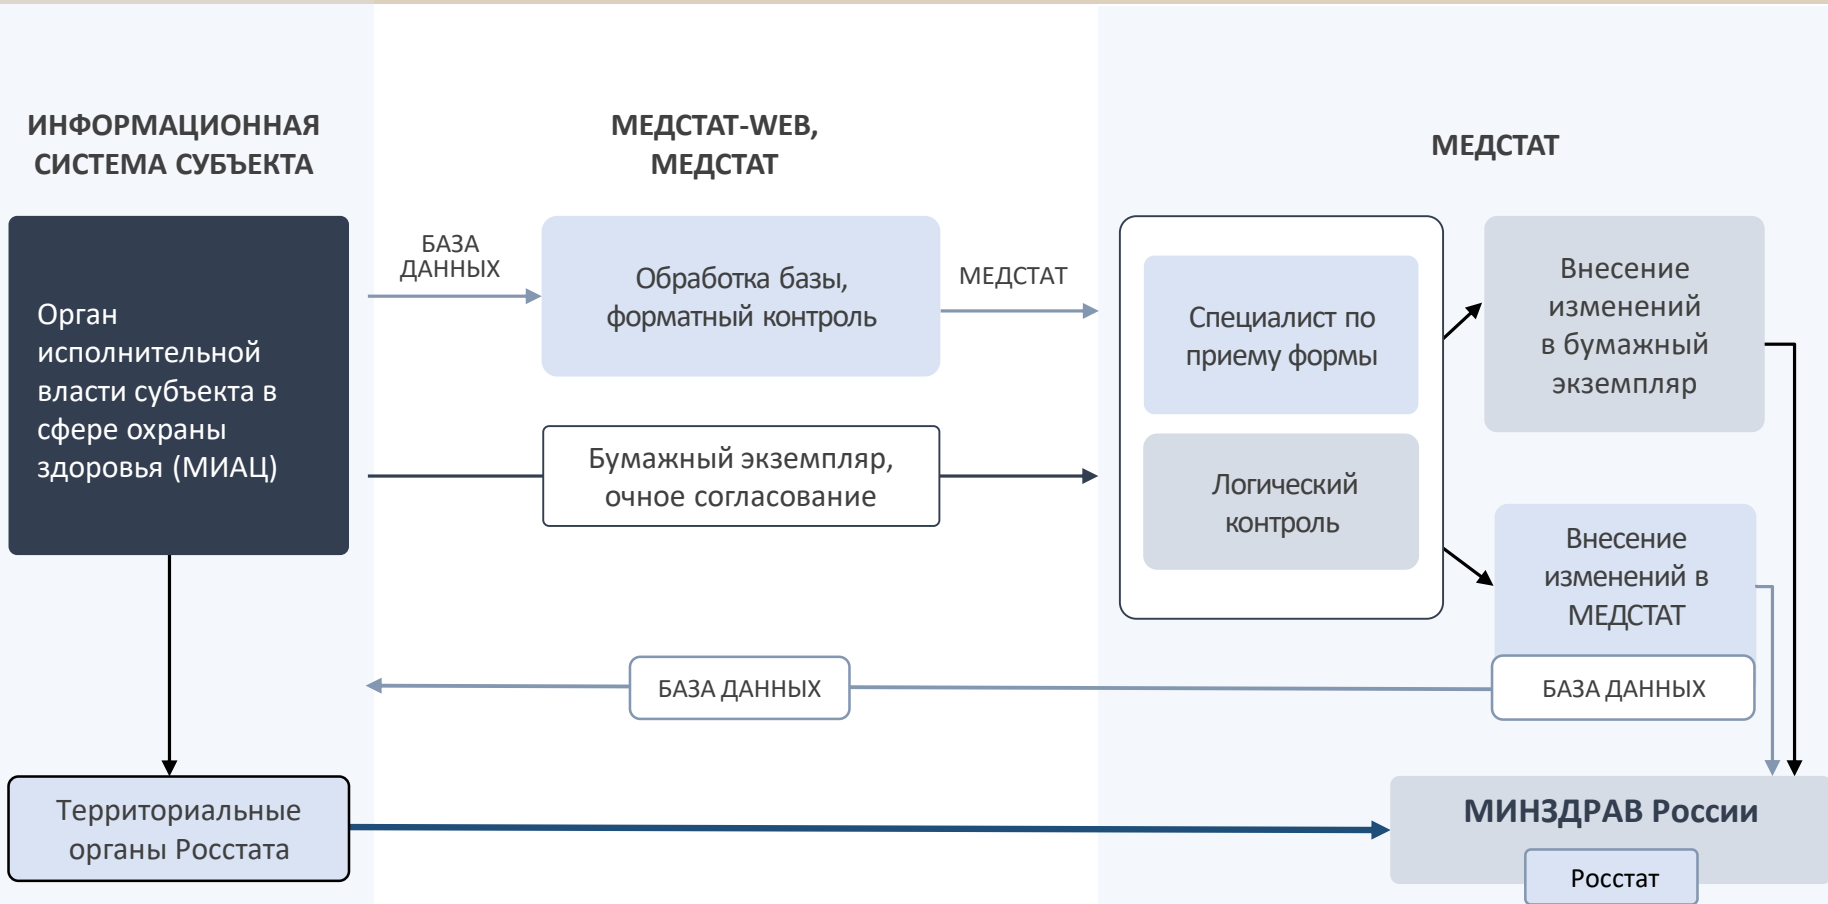 ИНФОРМАЦИОННАЯ
СИСТЕМА СУБЪЕКТА
МЕДСТАТ-WEB,
МЕДСТАТ
МЕДСТАТ
Орган
исполнительной
власти субъекта в
сфере охраны
здоровья (МИАЦ)
БАЗА
ДАННЫХ
Обработка базы,
форматный контроль
МЕДСТАТ
Бумажный экземпляр,
очное согласование
Специалист по
приему формы
Логический
контроль
Внесение
изменений
в бумажный
экземпляр
Внесение
изменений в
МЕДСТАТ
БАЗА ДАННЫХ
БАЗА ДАННЫХ
Территориальные
органы Росстата
МИНЗДРАВ России
Росстат